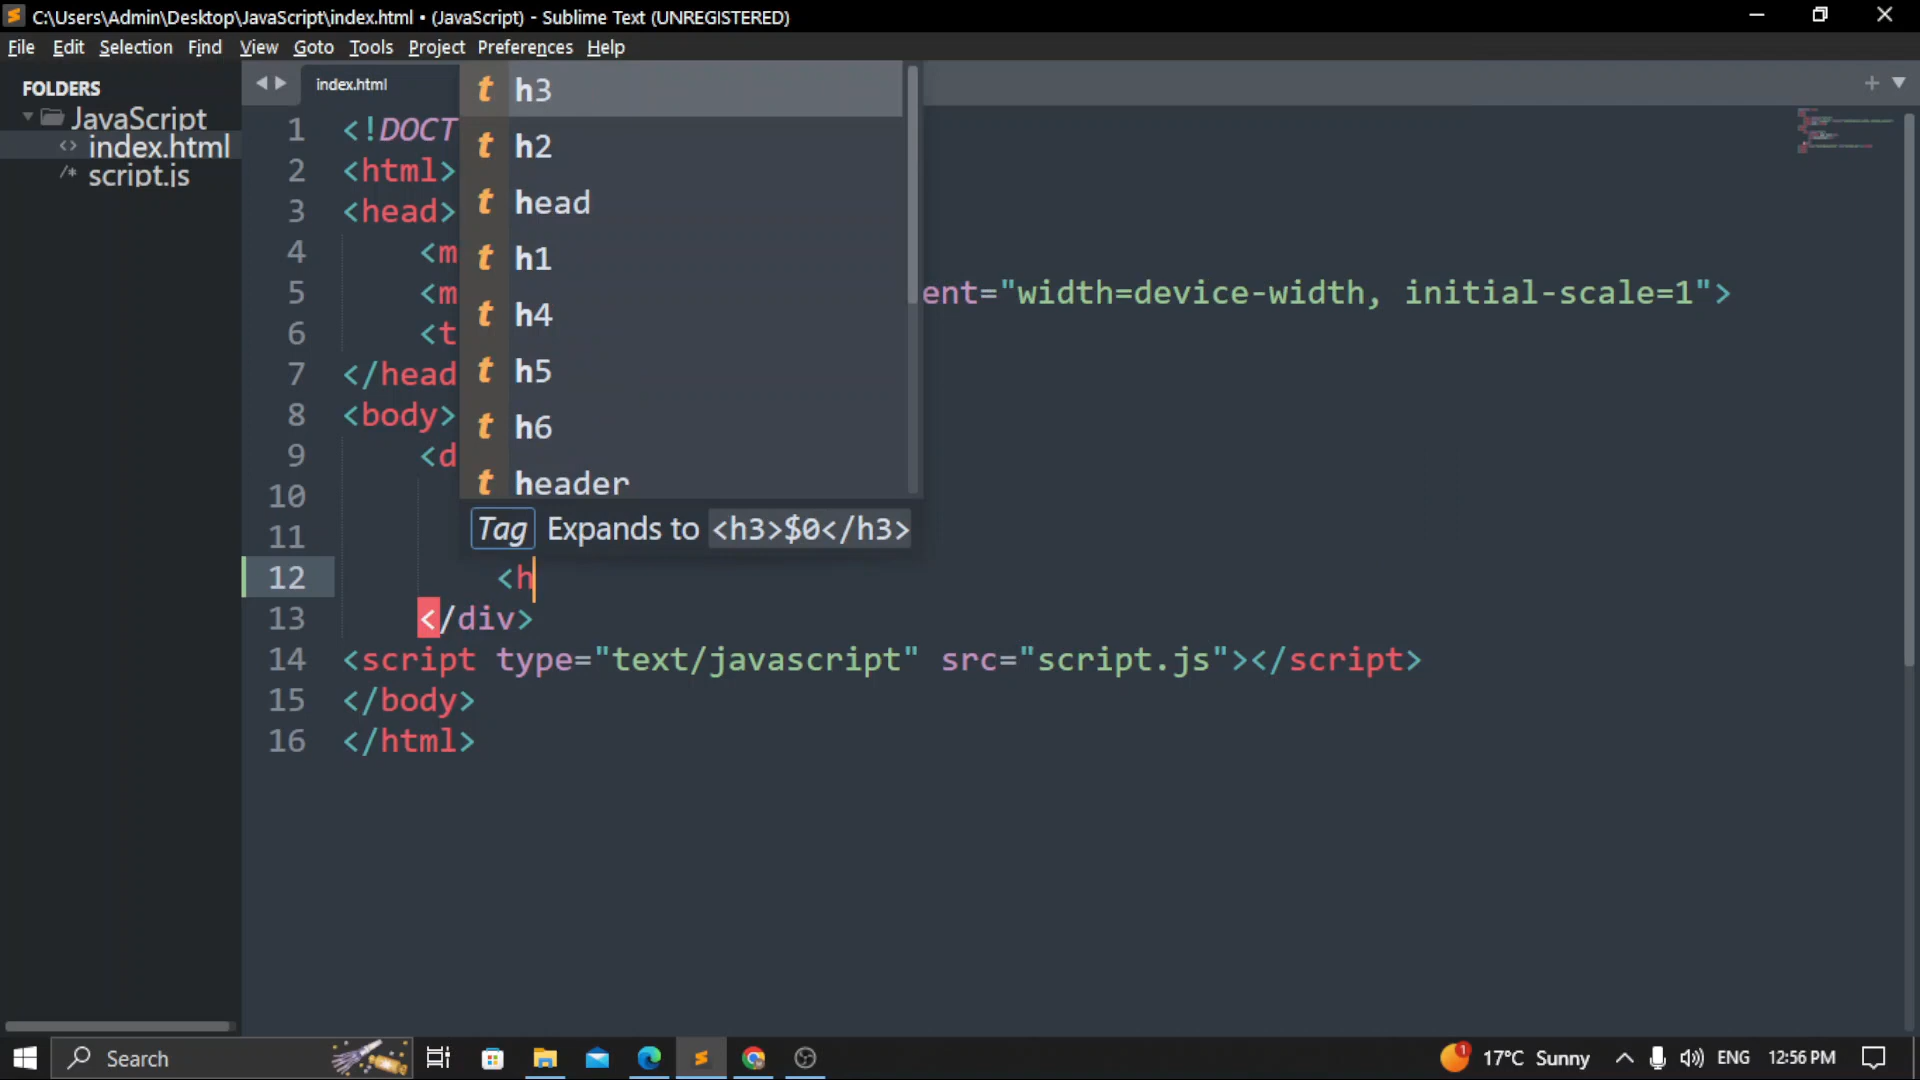 C:\Users\Admin\Desktop\JavaScript\index.html • (JavaScript) - Sublime Text (UNREGISTERED)
File Edit Selection Find View Goto Tools Project Preferences Help
FOLDERS
JavaScript
index.html
script.js
index.html
1 <!DOCT
2 <html>
3 <head>
4 <m
5 <m ent="width=device-width, initial-scale=1">
6 <t
7 </head
8 <body>
9 <d
10
11
12 <h
13 </div>
14 <script type="text/javascript" src="script.js"></script>
15 </body>
16 </html>
t h3
t h2
t head
t h1
t h4
t h5
t h6
t header
Tag Expands to <h3>$0</h3>
Search
1 17°C Sunny ENG 12:56 PM